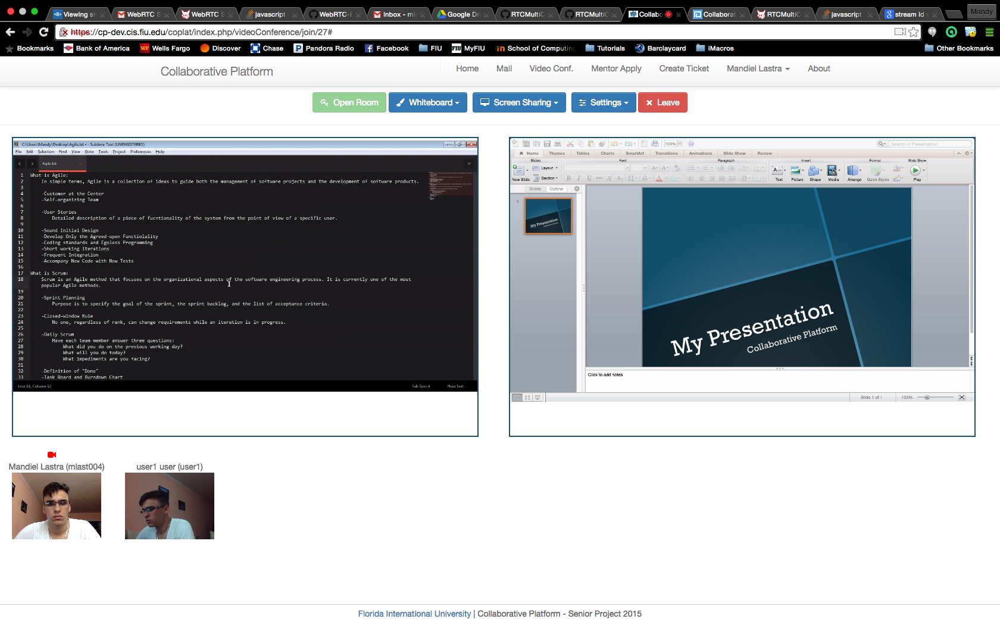 Viewing sr
WebRTC S
WebRTC S
javascript
WebRTC-E
Inbox - ml
Google Dri
RTCMultiC
RTCMultiC
Collabo
Collaborat
RTCMultiC
javascript
stream id v
Mandy
https://cp-dev.cis.fiu.edu/coplat/index.php/videoConference/join/27#
Bookmarks
Bank of America
Wells Fargo
Discover
Chase
Pandora Radio
Facebook
FIU
MyFIU
School of Computing
Tutorials
Barclaycard
iMacros
Other Bookmarks
Collaborative Platform
Home
Mail
Video Conf.
Mentor Apply
Create Ticket
Mandiel Lastra
About
Open Room
Whiteboard
Screen Sharing
Settings
Leave
C:\Users\Mandy\Desktop\Agile.txt • - Sublime Text (UNREGISTERED)
File Edit Selection Find View Goto Tools Project Preferences Help
Agile.txt
1 What is Agile:
2 In simple terms, Agile is a collection of ideas to guide both the management of software projects and the development of software products.
3
4 -Customer at the Center
5 -Self-organizing Team
6
7 -User Stories
8 Detailed description of a piece of fucntionality of the system from the point of view of a specific user.
9
10 -Sound Initial Design
11 -Develop Only the Agreed-upon Functiolality
12 -Coding standards and Egoless Programming
13 -Short working Iterations
14 -Frequent Integration
15 -Accompany New Code with New Tests
16
17 What is Scrum:
18 Scrum is an Agile method that focuses on the organizational aspects of the software engineering process. It is currently one of the most
popular Agile methods.
19
20 -Sprint Planning
21 Purpose is to specify the goal of the sprint, the sprint backlog, and the list of acceptance criteria.
22
23 -Closed-window Rule
24 No one, regardless of rank, can change requirements while an iteration is in progress.
25
26 -Daily Scrum
27 Have each team member answer three questions:
28 What did you do on the previous working day?
29 What will you do today?
30 What impediments are you facing?
31
32 -Definition of "Done"
33 -Task Board and Burndown Chart
Line 18, Column 52
Tab Size: 4
Plain Text
103%
Search in Presentation
Home Themes Tables Charts SmartArt Transitions Animations Slide Show Review
Slides Font Paragraph Insert Format Slide Show
Layout
Section
New Slide
Text Picture Shape Media Arrange Quick Styles Play
Slides Outline
1
My Presentation
Collaborative Platform
My Presentation
Collaborative Platform
Click to add notes
Slide 1 of 1
103%
Mandiel Lastra (mlast004)
user1 user (user1)
Florida International University | Collaborative Platform - Senior Project 2015